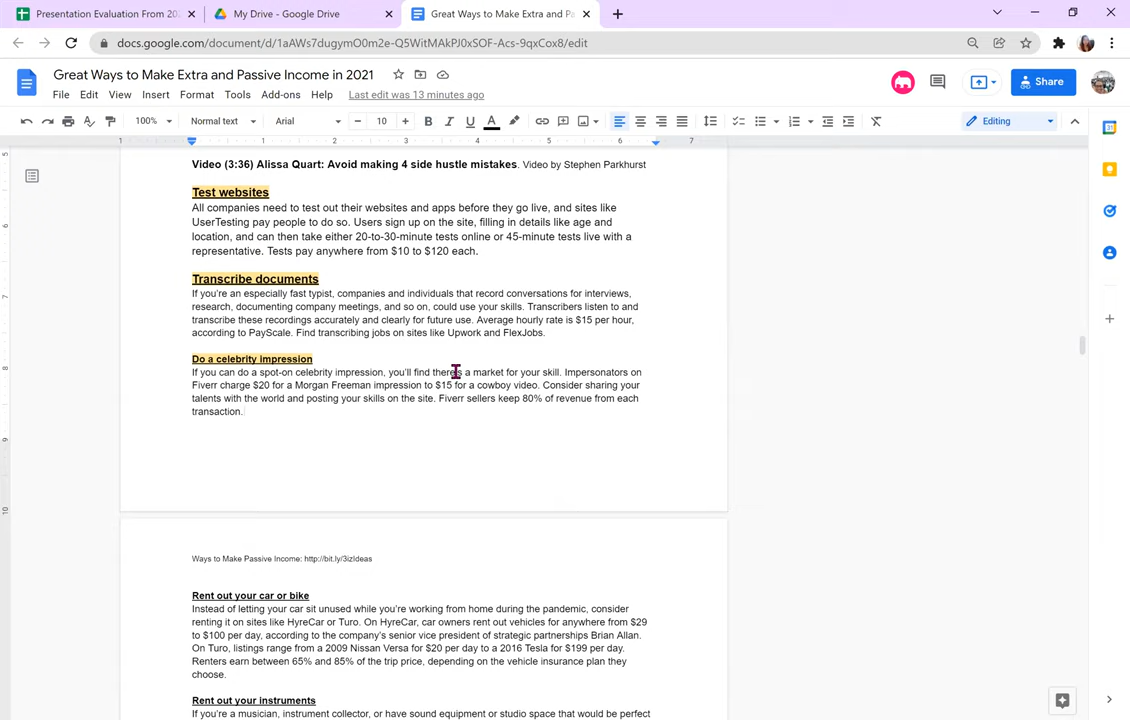 Presentation Evaluation From 202
My Drive - Google Drive
Great Ways to Make Extra and Pa
docs.google.com/document/d/1aAWs7dugymO0m2e-Q5WitMAkPJ0xSOF-Acs-9qxCox8/edit
Great Ways to Make Extra and Passive Income in 2021
File Edit View Insert Format Tools Add-ons Help Last edit was 13 minutes ago
Share
100% Normal text Arial 10 B I U A Editing
1 1 2 3 4 5 6 7
Video (3:36) Alissa Quart: Avoid making 4 side hustle mistakes. Video by Stephen Parkhurst
Test websites
All companies need to test out their websites and apps before they go live, and sites like
UserTesting pay people to do so. Users sign up on the site, filling in details like age and
location, and can then take either 20-to-30-minute tests online or 45-minute tests live with a
representative. Tests pay anywhere from $10 to $120 each.
Transcribe documents
If you're an especially fast typist, companies and individuals that record conversations for interviews,
research, documenting company meetings, and so on, could use your skills. Transcribers listen to and
transcribe these recordings accurately and clearly for future use. Average hourly rate is $15 per hour,
according to PayScale. Find transcribing jobs on sites like Upwork and FlexJobs.
Do a celebrity impression
If you can do a spot-on celebrity impression, you'll find there's a market for your skill. Impersonators on
Fiverr charge $20 for a Morgan Freeman impression to $15 for a cowboy video. Consider sharing your
talents with the world and posting your skills on the site. Fiverr sellers keep 80% of revenue from each
transaction.
Ways to Make Passive Income: http://bit.ly/3izIdeas
Rent out your car or bike
Instead of letting your car sit unused while you're working from home during the pandemic, consider
renting it on sites like HyreCar or Turo. On HyreCar, car owners rent out vehicles for anywhere from $29
to $100 per day, according to the company's senior vice president of strategic partnerships Brian Allan.
On Turo, listings range from a 2009 Nissan Versa for $20 per day to a 2016 Tesla for $199 per day.
Renters earn between 65% and 85% of the trip price, depending on the vehicle insurance plan they
choose.
Rent out your instruments
If you're a musician, instrument collector, or have sound equipment or studio space that would be perfect